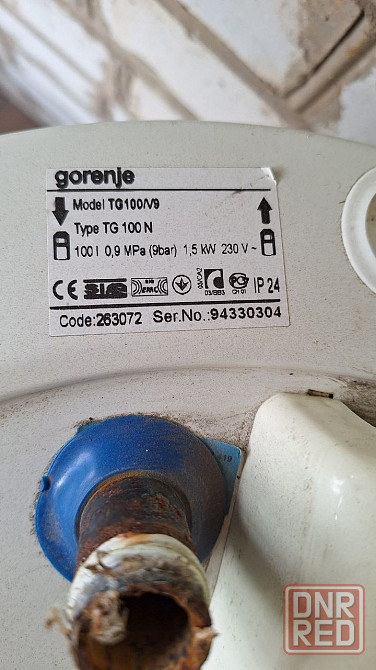 gorenje
Model TG100/V9
Type TG 100 N
100 l 0,9 MPa (9bar) 1,5 kW 230 V ~
CE SIQ IP 24
Code:263072 Ser.No.:94330304
DNR
RED